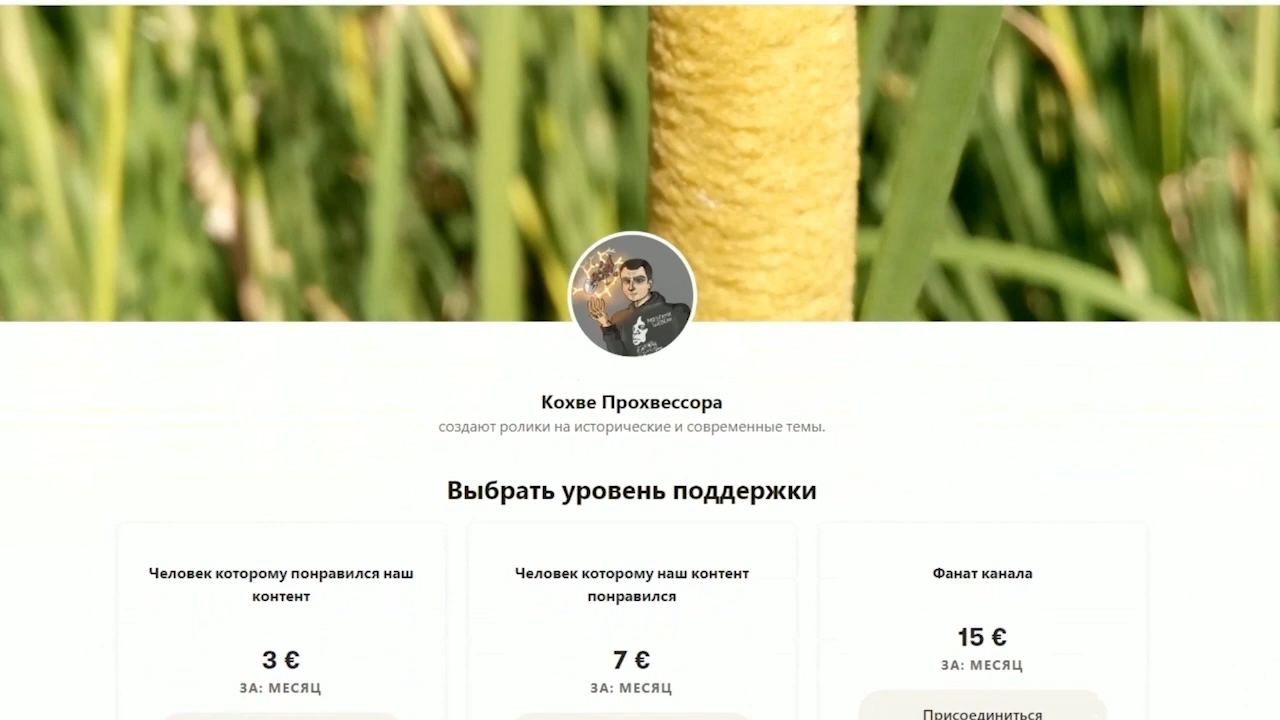 Кохве Прохвессора
создают ролики на исторические и современные темы.
Выбрать уровень поддержки
Человек которому понравился наш
контент
3 €
ЗА: МЕСЯЦ
Человек которому наш контент
понравился
7 €
ЗА: МЕСЯЦ
Фанат канала
15 €
ЗА: МЕСЯЦ
Присоединиться